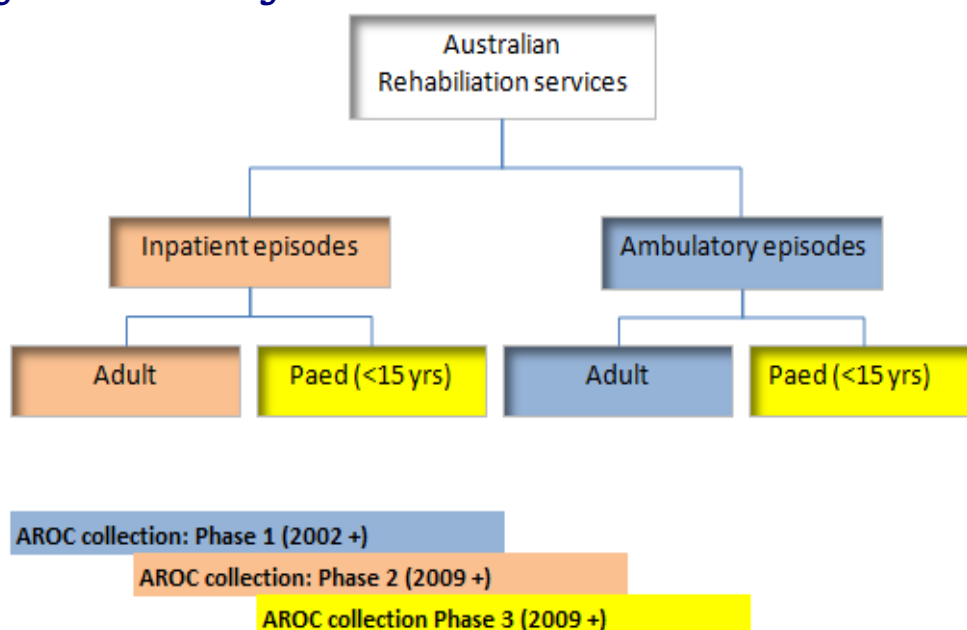 Australian
Rehabiliation services
Inpatient episodes
Ambulatory episodes
Adult
Paed (<15 yrs)
Adult
Paed (<15 yrs)
AROC collection: Phase 1 (2002 +)
AROC collection: Phase 2 (2009 +)
AROC collection Phase 3 (2009 +)